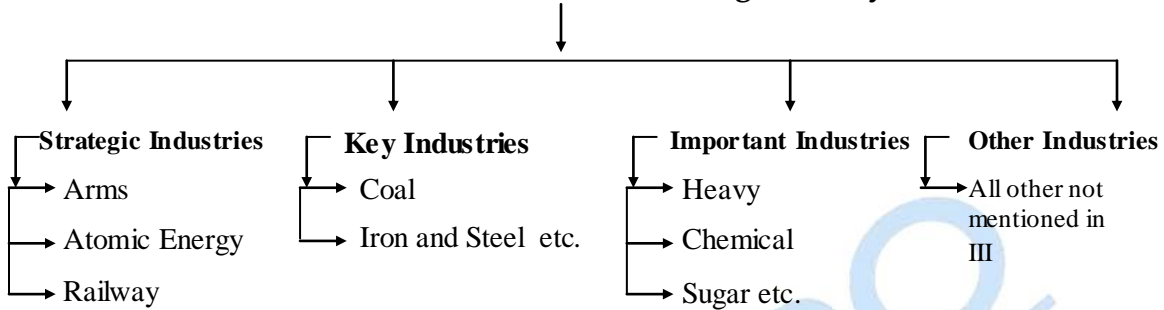 Strategic Industries
Arms
Atomic Energy
Railway
Key Industries
Coal
Iron and Steel etc.
Important Industries
Heavy
Chemical
Sugar etc.
Other Industries
All other not
mentioned in
III